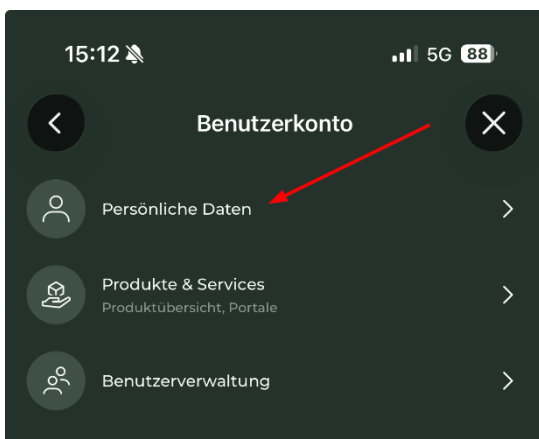 15:12 5G 88
Benutzerkonto
Persönliche Daten
Produkte & Services
Produktübersicht, Portale
Benutzerverwaltung